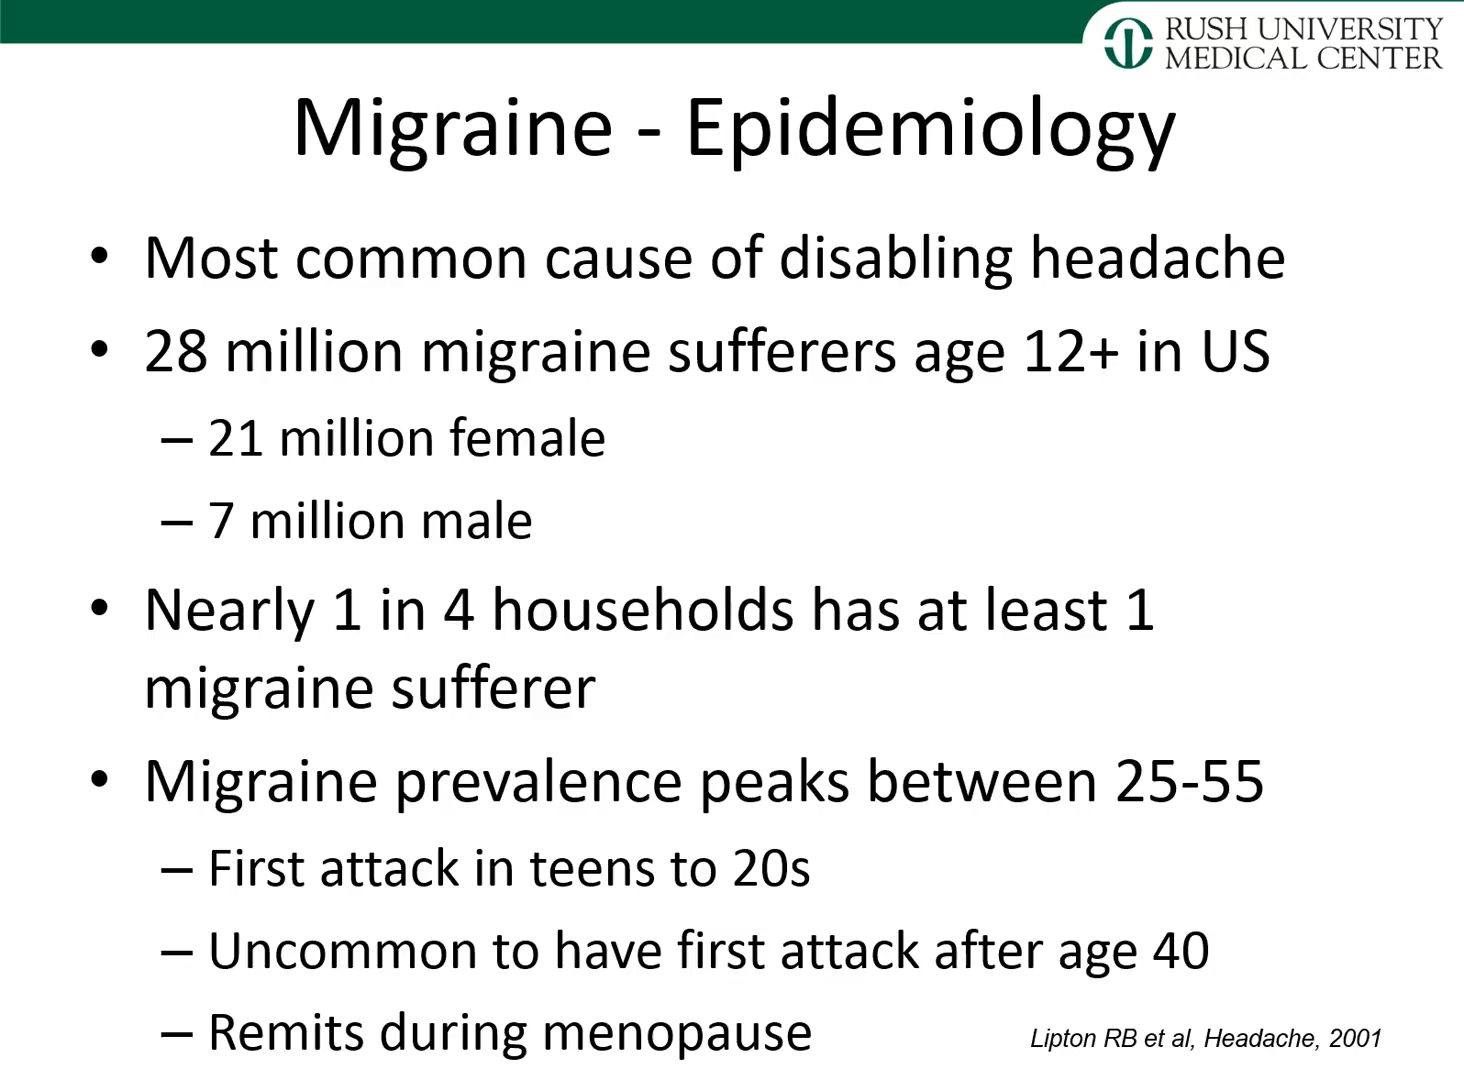 RUSH UNIVERSITY
MEDICAL CENTER
Migraine - Epidemiology
• Most common cause of disabling headache
• 28 million migraine sufferers age 12+ in US
– 21 million female
– 7 million male
• Nearly 1 in 4 households has at least 1
migraine sufferer
• Migraine prevalence peaks between 25-55
– First attack in teens to 20s
– Uncommon to have first attack after age 40
– Remits during menopause
Lipton RB et al, Headache, 2001